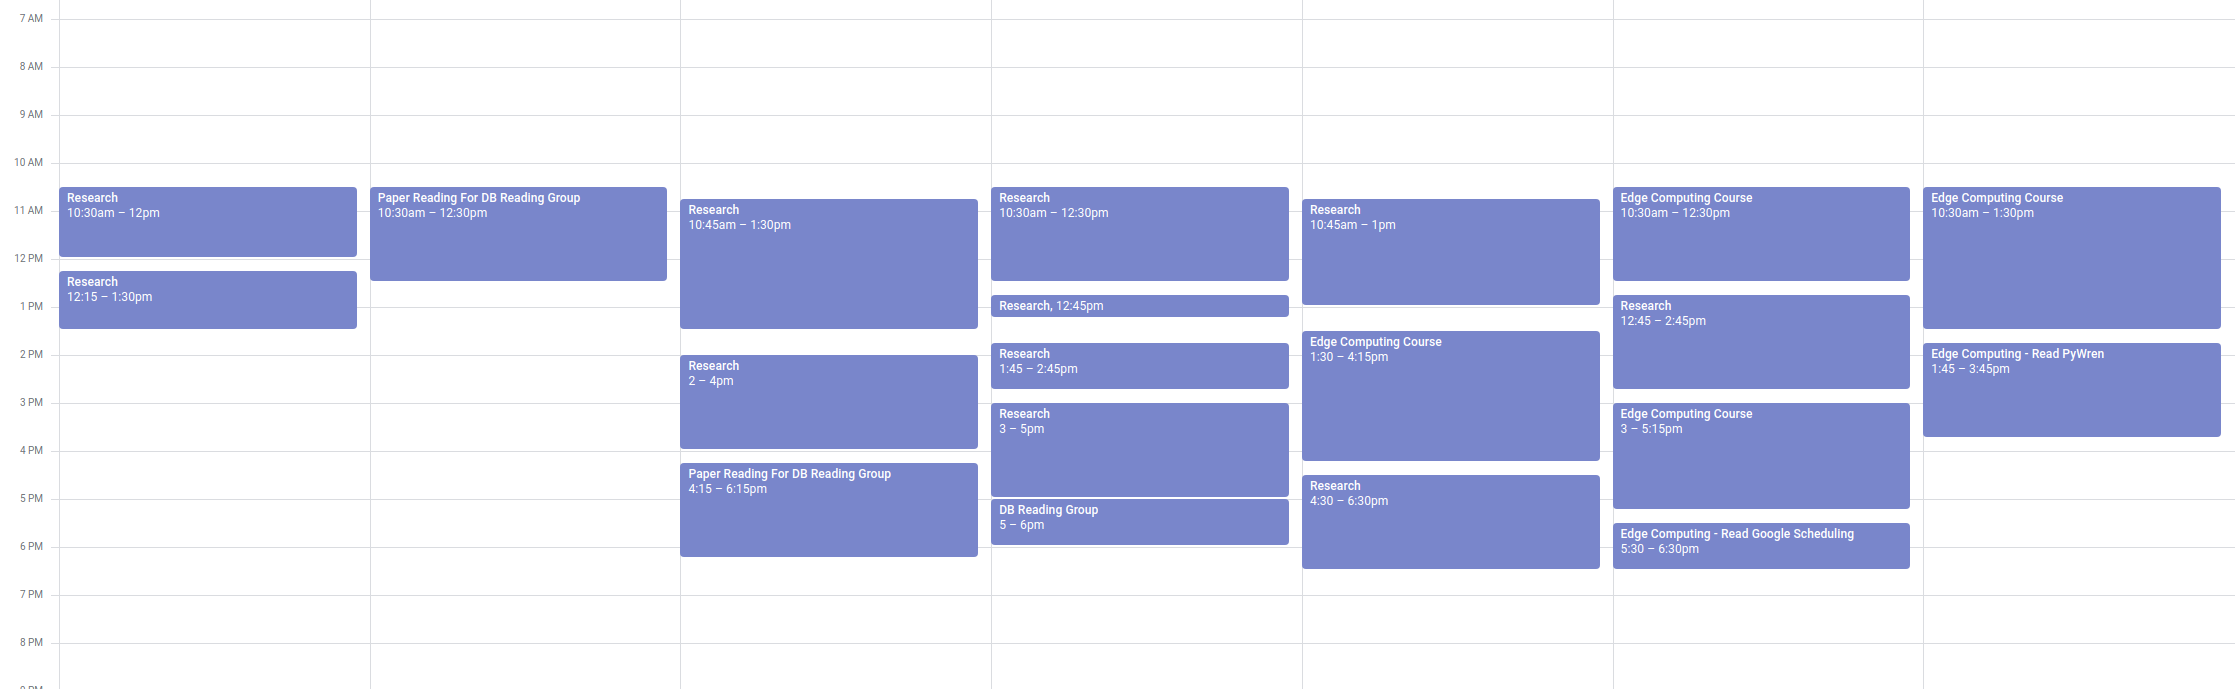 7 AM
8 AM
9 AM
10 AM
11 AM
12 PM
1 PM
2 PM
3 PM
4 PM
5 PM
6 PM
7 PM
8 PM
Research
10:30am – 12pm
Research
12:15 – 1:30pm
Paper Reading For DB Reading Group
10:30am – 12:30pm
Research
10:45am – 1:30pm
Research
2 – 4pm
Paper Reading For DB Reading Group
4:15 – 6:15pm
Research
10:30am – 12:30pm
Research, 12:45pm
Research
1:45 – 2:45pm
Research
3 – 5pm
DB Reading Group
5 – 6pm
Research
10:45am – 1pm
Edge Computing Course
1:30 – 4:15pm
Research
4:30 – 6:30pm
Edge Computing Course
10:30am – 12:30pm
Research
12:45 – 2:45pm
Edge Computing Course
3 – 5:15pm
Edge Computing - Read Google Scheduling
5:30 – 6:30pm
Edge Computing Course
10:30am – 1:30pm
Edge Computing - Read PyWren
1:45 – 3:45pm